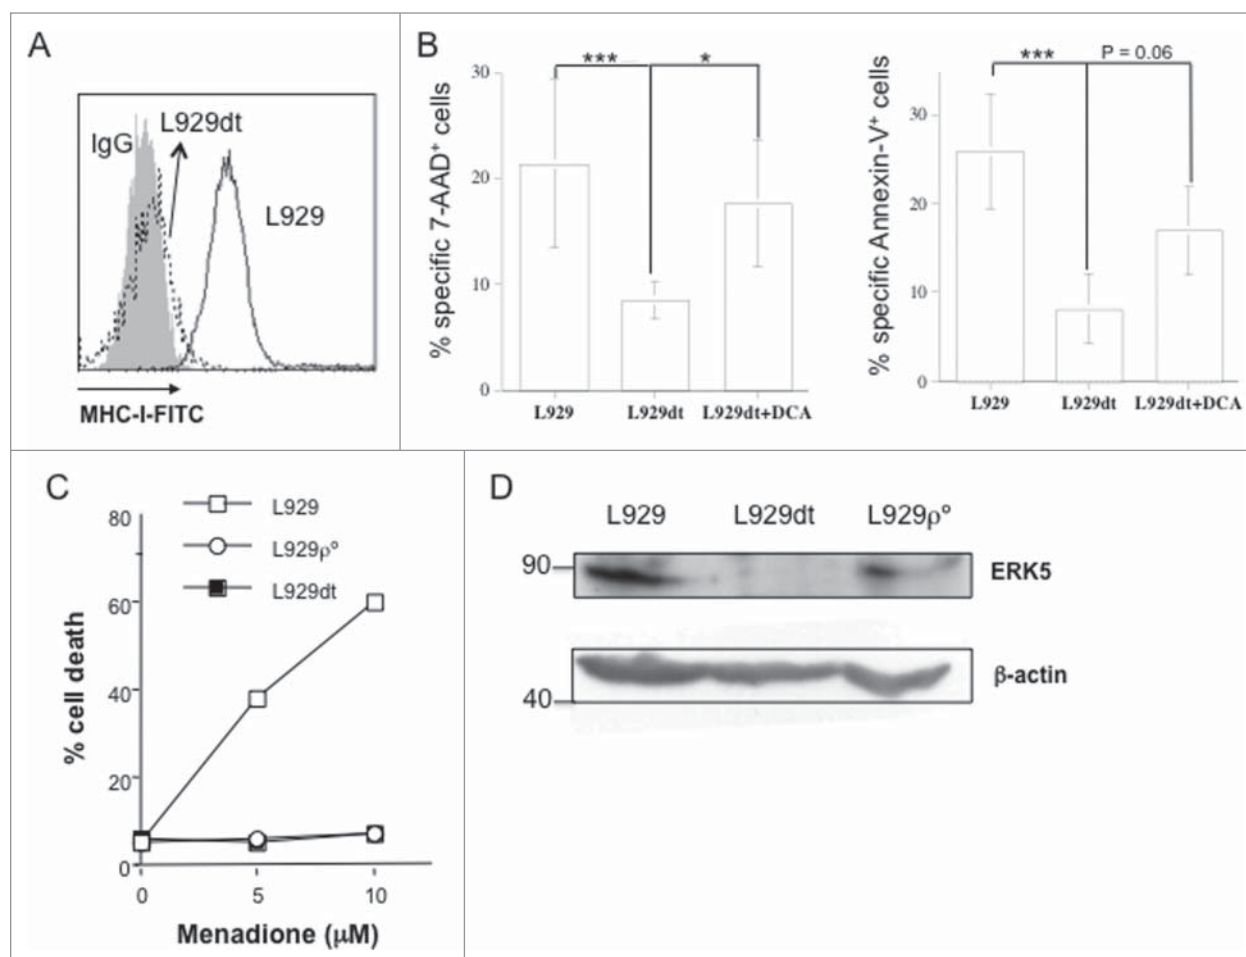 A
IgG
L929dt
L929
MHC-I-FITC
B
% specific 7-AAD⁺ cells
30
20
10
0
***
*
L929
L929dt
L929dt+DCA
% specific Annexin-V⁺ cells
30
20
10
0
***
P = 0.06
L929
L929dt
L929dt+DCA
C
L929
L929ρ°
L929dt
% cell death
80
60
40
20
0
0
5
10
Menadione (μM)
D
L929
L929dt
L929ρ°
90
ERK5
40
β-actin